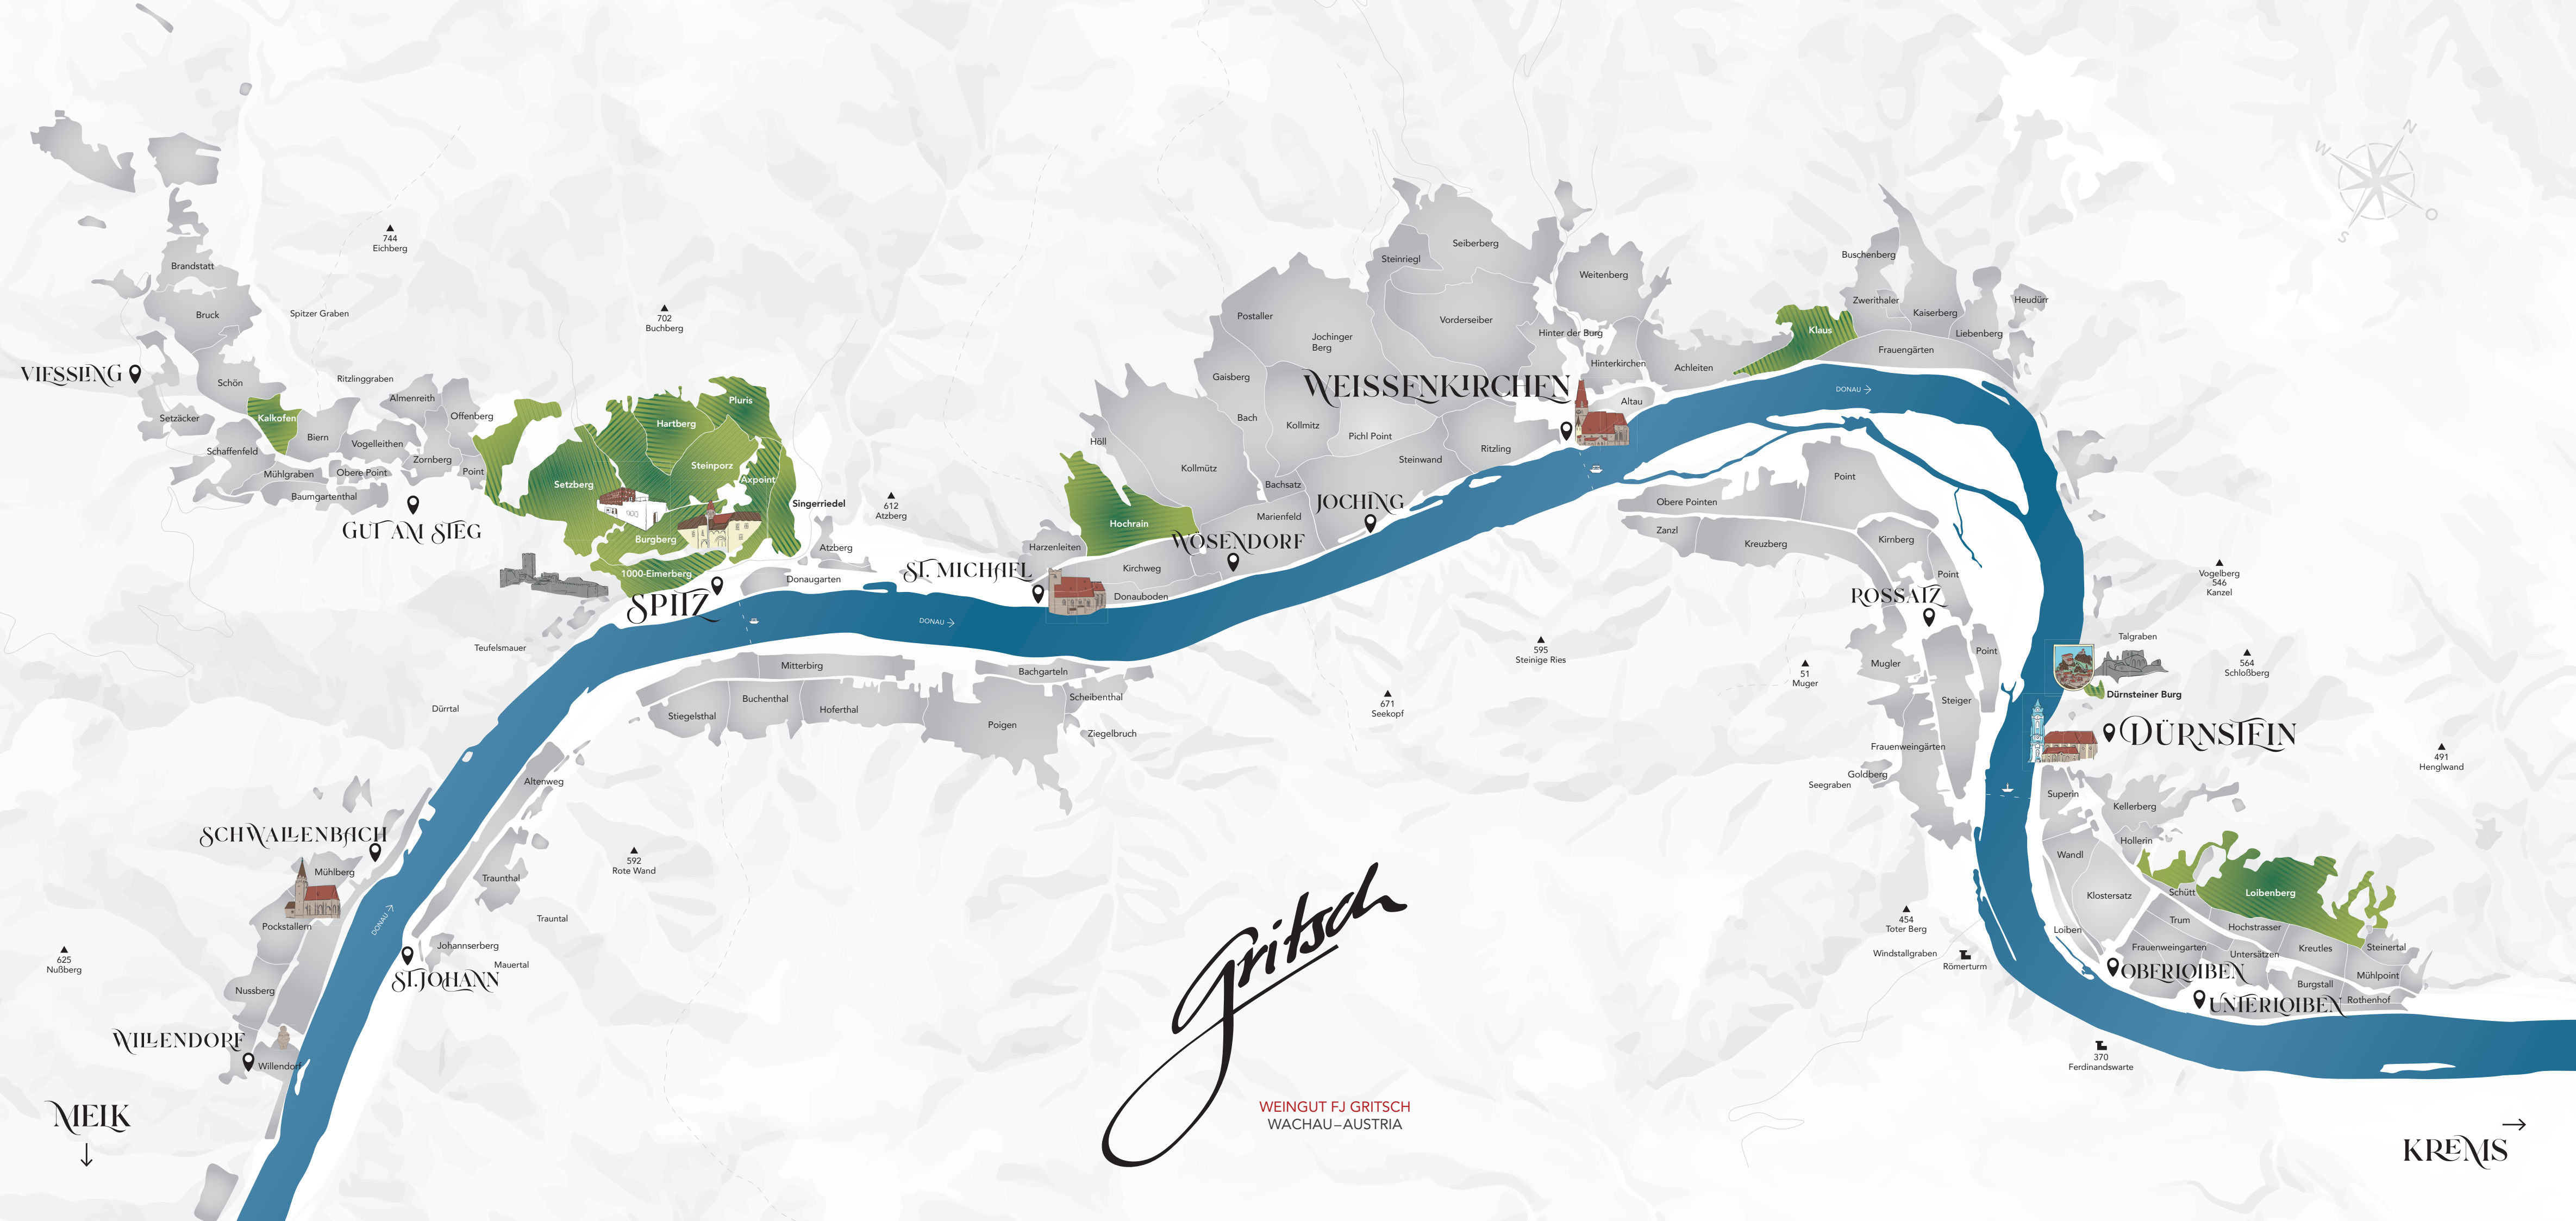 N
W
O
S
744
Eichberg
Brandstatt
Bruck
Spitzer Graben
702
Buchberg
VIESSLING
Schön
Ritzlinggraben
Almenreith
Setzäcker
Kalkofen
Biern
Offenberg
Vogelleithen
Schaffenfeld
Zornberg
Mühlgraben
Obere Point
Point
Baumgartenthal
GUT AM SIEG
Pluris
Hartberg
Steinporz
Setzberg
Axpoint
Singerriedel
Burgberg
1000-Eimerberg
612
Atzberg
Atzberg
Donaugarten
SPITZ
Teufelsmauer
Dürrtal
DONAU
ST. MICHAEL
Harzenleiten
Höll
Hochrain
Kirchweg
Donauboden
Kollmütz
WÖSENDORF
Postaller
Jochinger
Berg
Gaisberg
Bach
Kollmitz
Pichl Point
Bachsatz
Steinwand
Marienfeld
JOCHING
Ritzling
Seiberberg
Steinriegl
Vorderseiber
Weitenberg
Hinter der Burg
Hinterkirchen
WEISSENKIRCHEN
Achleiten
Altau
Klaus
Buschenberg
Zwerithaler
Kaiserberg
Heudürr
Liebenberg
Frauengärten
DONAU
Point
Obere Pointen
Zanzl
Kreuzberg
Kirnberg
Point
ROSSATZ
Point
Mugler
Steiger
Frauenweingärten
Goldberg
Seegraben
595
Steinige Ries
671
Seekopf
51
Muger
Vogelberg
546
Kanzel
Talgraben
564
Schloßberg
Dürnsteiner Burg
DÜRNSTEIN
491
Henglwand
Mitterbirg
Bachgarteln
Stiegelsthal
Buchenthal
Hoferthal
Scheibenthal
Poigen
Ziegelbruch
Altenweg
SCHWALLENBACH
Mühlberg
592
Rote Wand
Traunthal
DONAU
Trauntal
Pockstallern
Johannserberg
Mauertal
ST.JOHANN
625
Nußberg
Nussberg
WILLENDORF
Willendorf
MELK
Superin
Kellerberg
Hollerin
Wandl
Schütt
Loibenberg
Klostersatz
Trum
Hochstrasser
Loiben
Frauenweingarten
Untersätzen
Kreutles
Steinertal
OBERLOIBEN
Mühlpoint
Burgstall
Rothenhof
UNTERLOIBEN
454
Toter Berg
Windstallgraben
Römerturm
370
Ferdinandswarte
Gritsch
WEINGUT FJ GRITSCH
WACHAU–AUSTRIA
KREMS